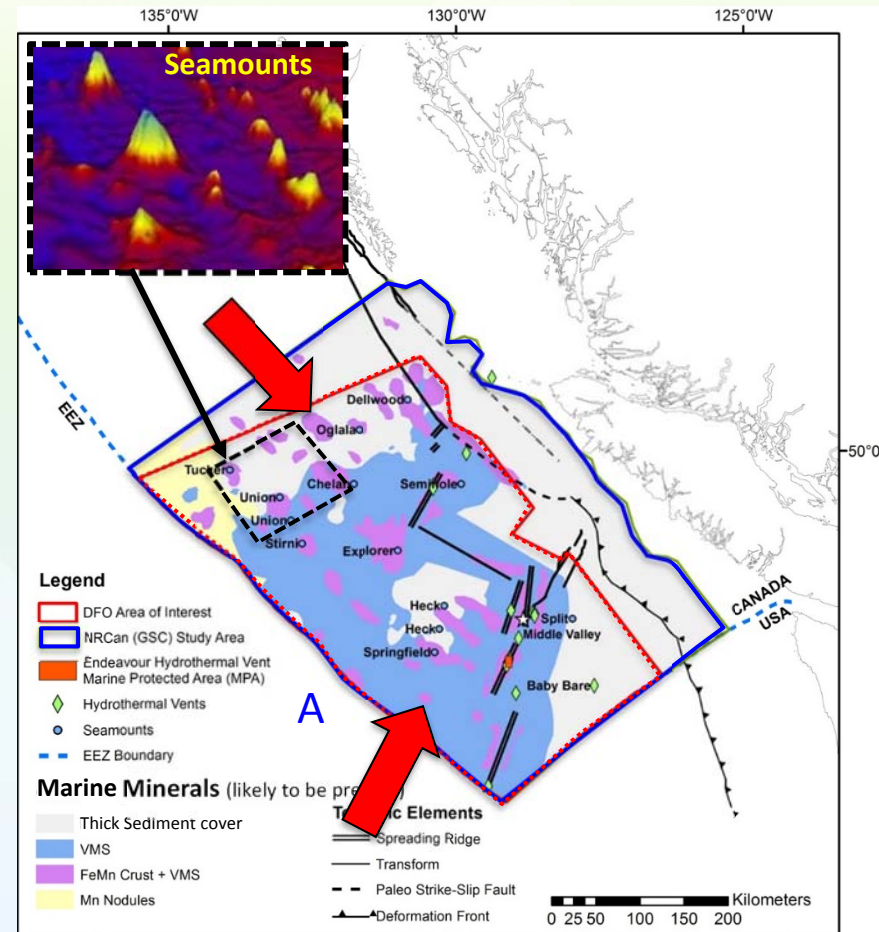 135°0'W 130°0'W 125°0'W
Seamounts
EEZ
50°0'
Dellwood
Oglala
Tucker
Chelan
Seminole
Union
Union
Stirni
Explorer
Heck
Heck
Split
Middle Valley
Springfield
Baby Bare
CANADA
USA
A
Legend
DFO Area of Interest
NRCan (GSC) Study Area
Endeavour Hydrothermal Vent
Marine Protected Area (MPA)
Hydrothermal Vents
Seamounts
EEZ Boundary
Marine Minerals (likely to be pre
Thick Sediment cover
VMS
FeMn Crust + VMS
Mn Nodules
Elements
Spreading Ridge
Transform
Paleo Strike-Slip Fault
Deformation Front
Kilometers
0 25 50 100 150 200